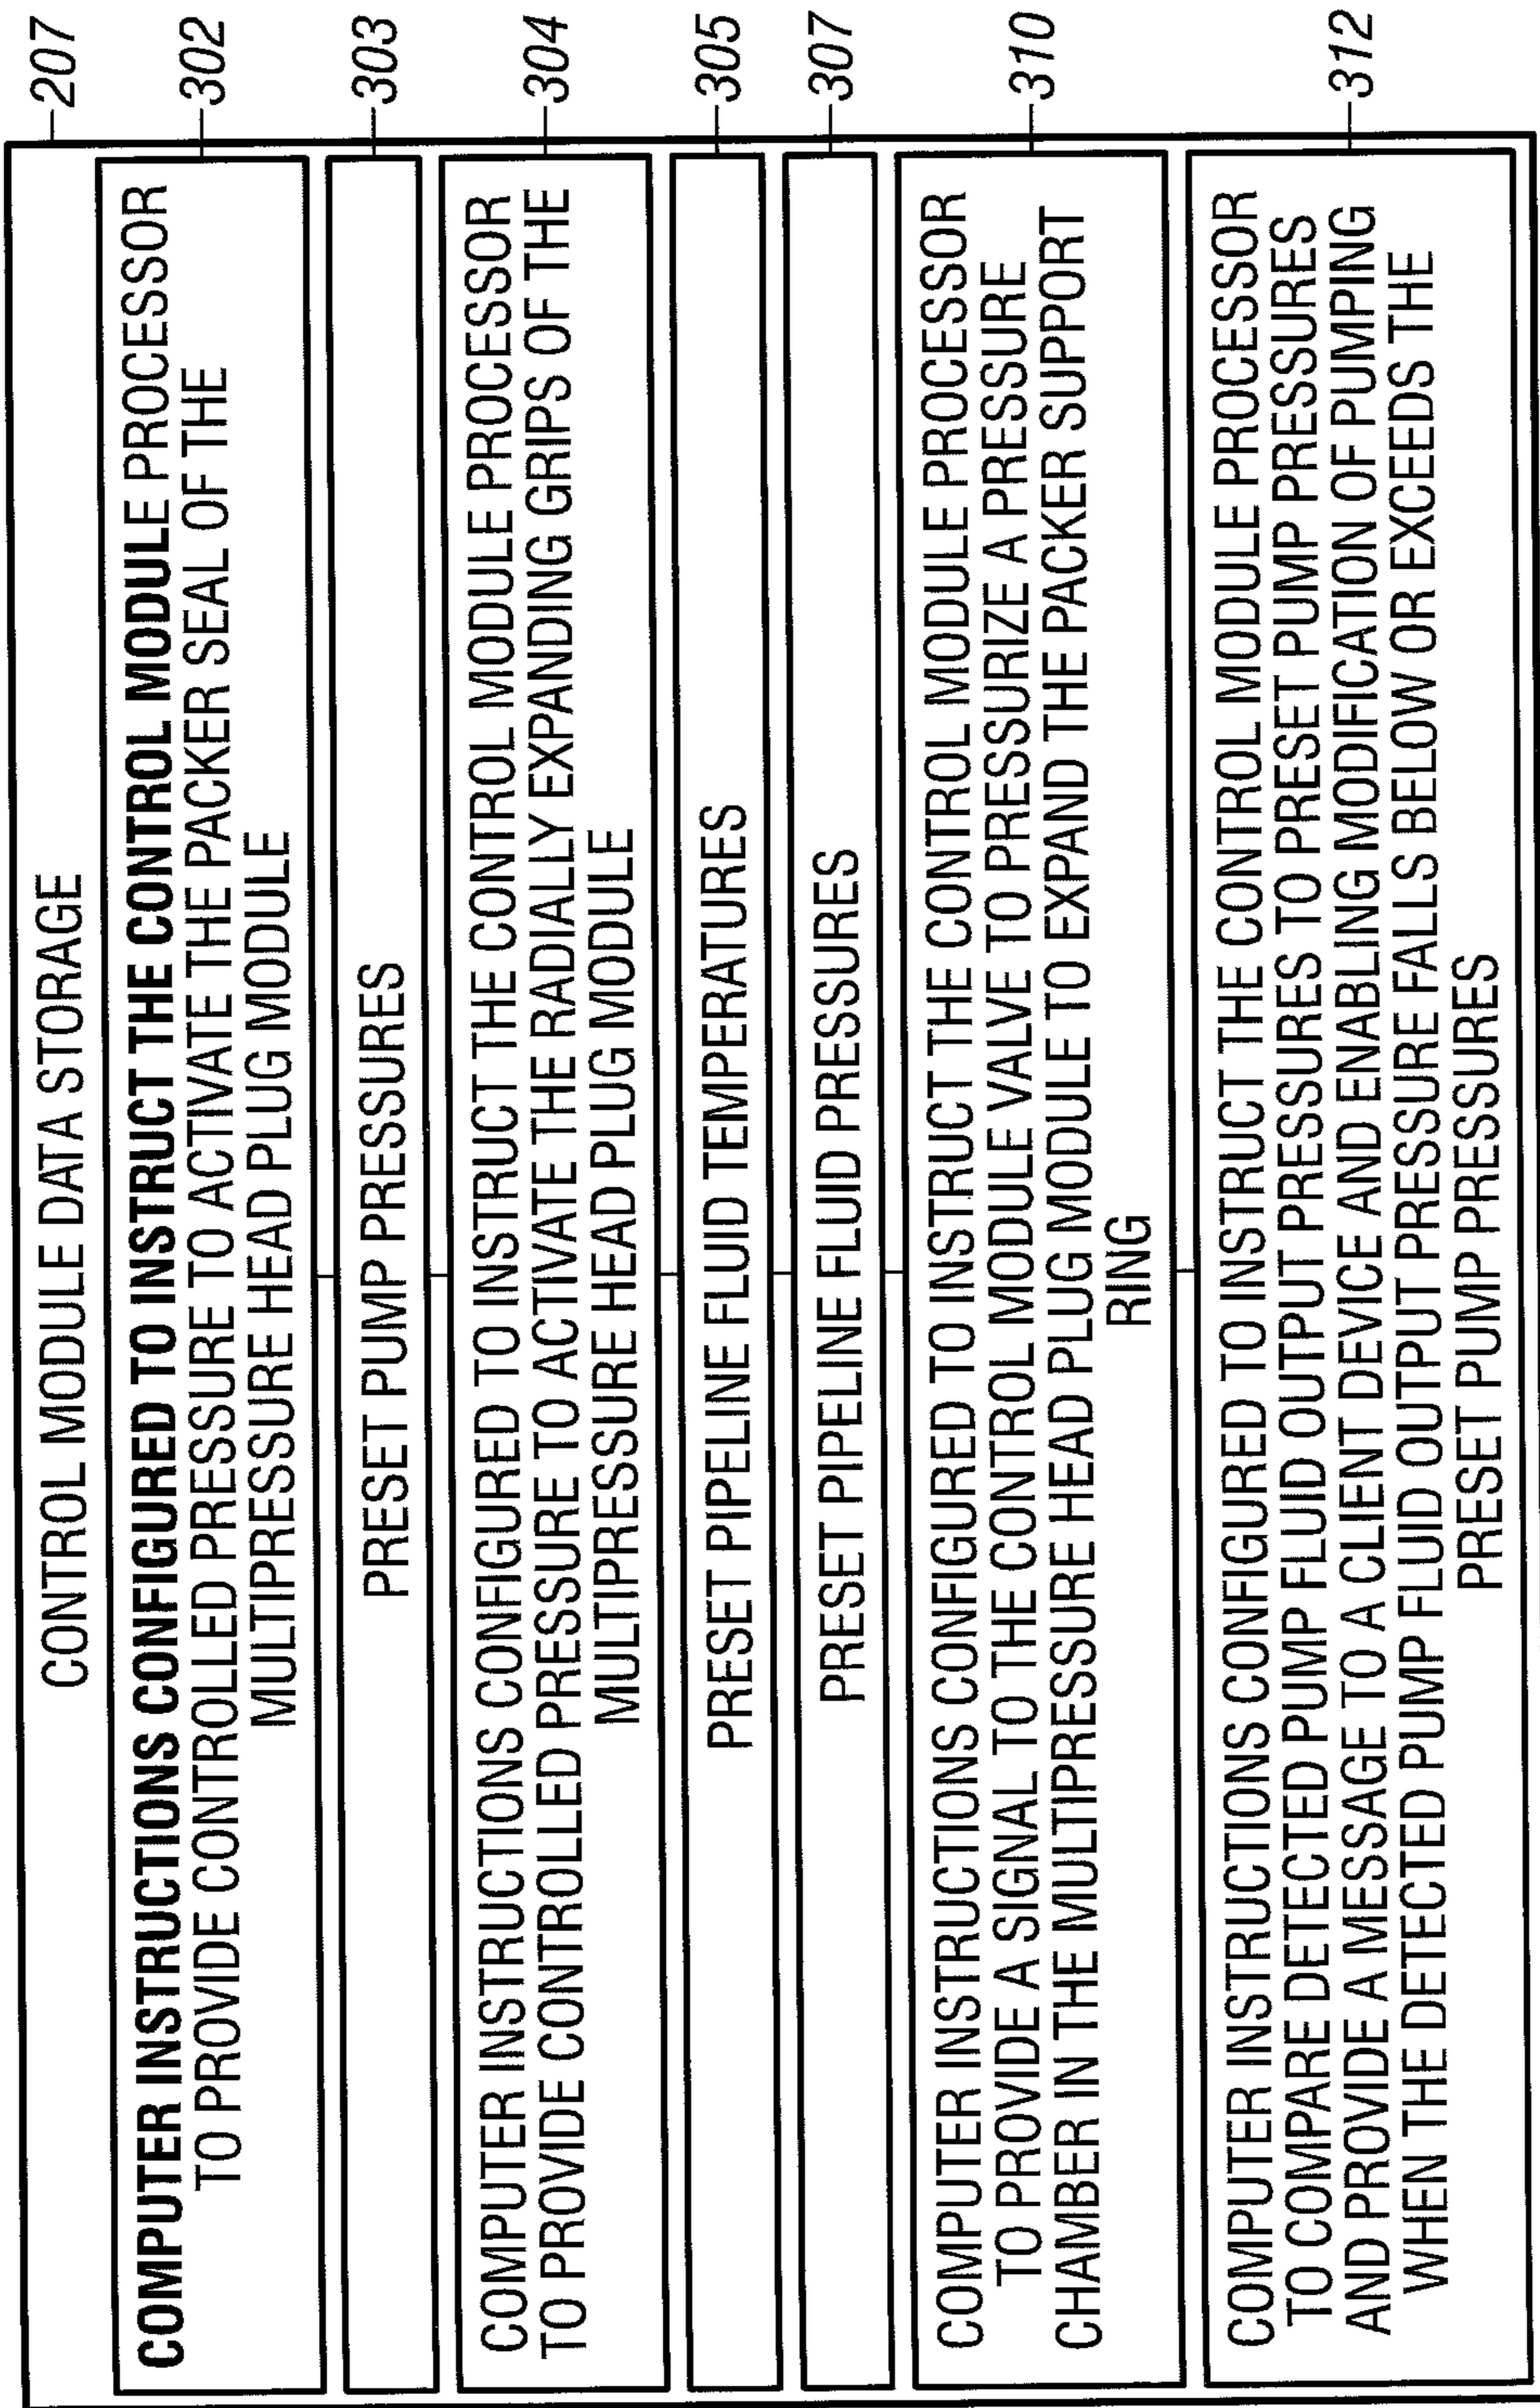 CONTROL MODULE DATA STORAGE
207
COMPUTER INSTRUCTIONS CONFIGURED TO INSTRUCT THE CONTROL MODULE PROCESSOR
TO PROVIDE CONTROLLED PRESSURE TO ACTIVATE THE PACKER SEAL OF THE
MULTIPRESSURE HEAD PLUG MODULE
302
PRESET PUMP PRESSURES
303
COMPUTER INSTRUCTIONS CONFIGURED TO INSTRUCT THE CONTROL MODULE PROCESSOR
TO PROVIDE CONTROLLED PRESSURE TO ACTIVATE THE RADIALLY EXPANDING GRIPS OF THE
MULTIPRESSURE HEAD PLUG MODULE
304
PRESET PIPELINE FLUID TEMPERATURES
305
PRESET PIPELINE FLUID PRESSURES
307
COMPUTER INSTRUCTIONS CONFIGURED TO INSTRUCT THE CONTROL MODULE PROCESSOR
TO PROVIDE A SIGNAL TO THE CONTROL MODULE VALVE TO PRESSURIZE A PRESSURE
CHAMBER IN THE MULTIPRESSURE HEAD PLUG MODULE TO EXPAND THE PACKER SUPPORT
RING
310
COMPUTER INSTRUCTIONS CONFIGURED TO INSTRUCT THE CONTROL MODULE PROCESSOR
TO COMPARE DETECTED PUMP FLUID OUTPUT PRESSURES TO PRESET PUMP PRESSURES
AND PROVIDE A MESSAGE TO A CLIENT DEVICE AND ENABLING MODIFICATION OF PUMPING
WHEN THE DETECTED PUMP FLUID OUTPUT PRESSURE FALLS BELOW OR EXCEEDS THE
PRESET PUMP PRESSURES
312